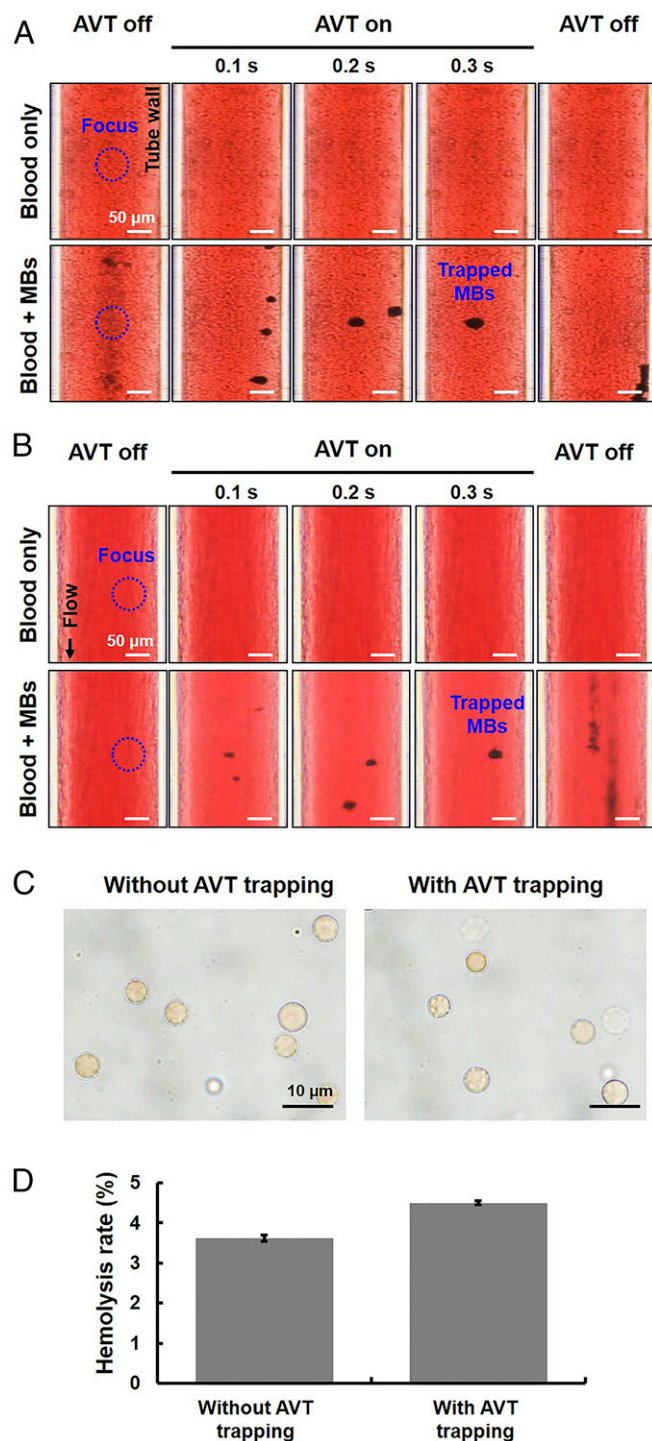 A
AVT off
AVT on
AVT off
0.1 s
0.2 s
0.3 s
Blood only
Focus
Tube wall
50 µm
Blood + MBs
Trapped
MBs
B
AVT off
AVT on
AVT off
0.1 s
0.2 s
0.3 s
Blood only
Focus
Flow
50 µm
Blood + MBs
Trapped
MBs
C
Without AVT trapping
With AVT trapping
10 µm
D
Hemolysis rate (%)
5
4
3
2
1
0
Without AVT
trapping
With AVT
trapping